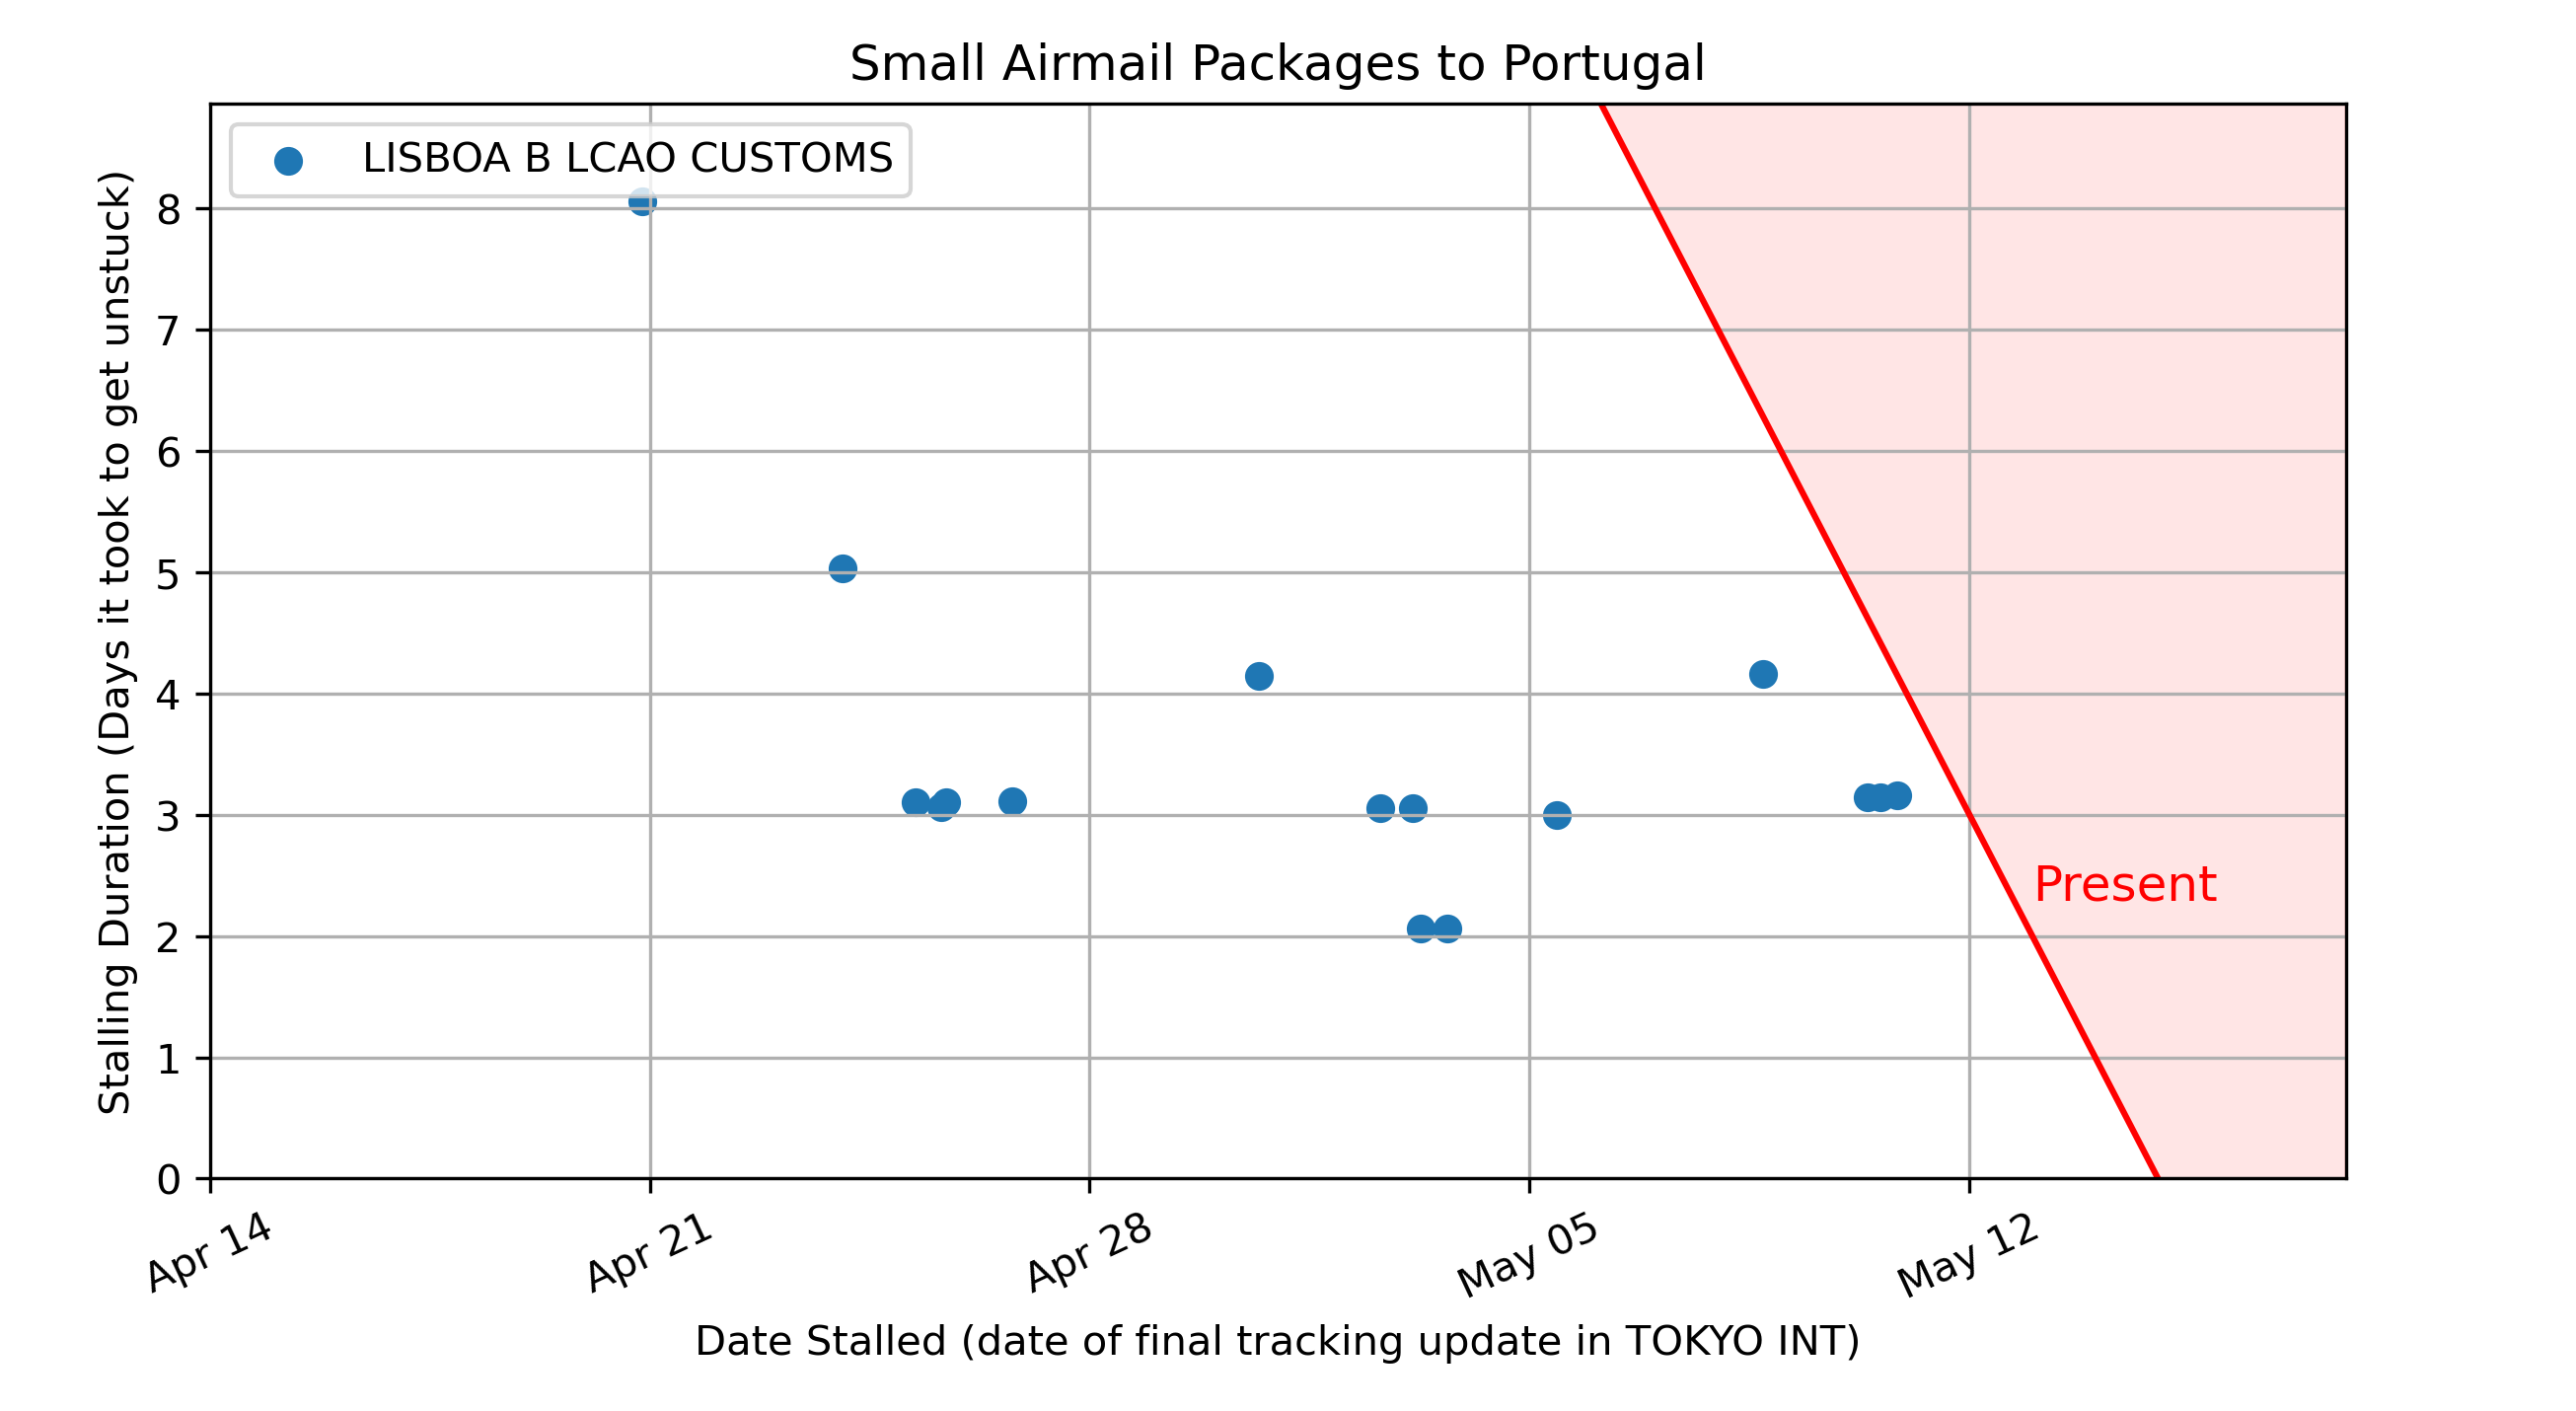 Small Airmail Packages to Portugal
LISBOA B LCAO CUSTOMS
Stalling Duration (Days it took to get unstuck)
8
7
6
5
4
3
2
1
0
Present
Apr 14
Apr 21
Apr 28
May 05
May 12
Date Stalled (date of final tracking update in TOKYO INT)